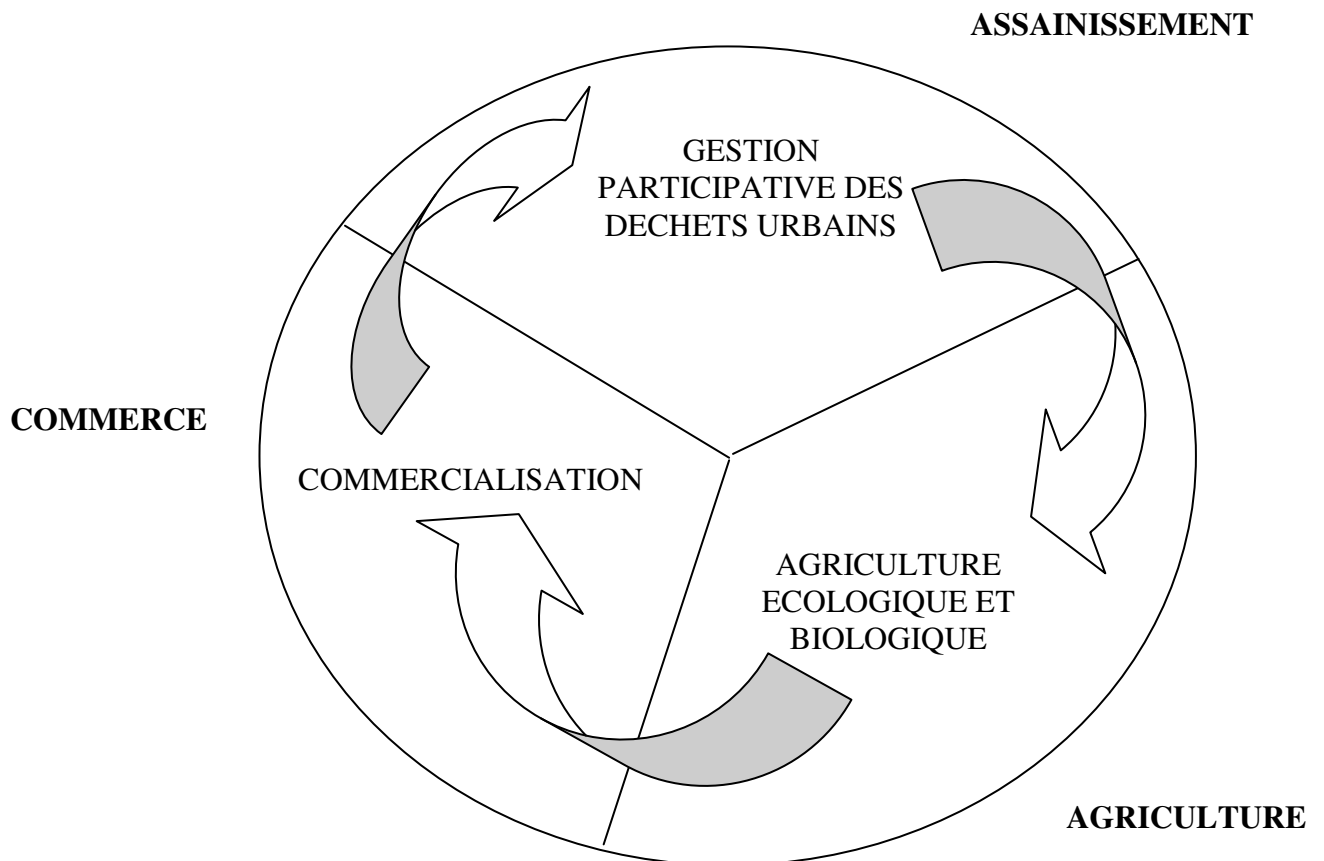 ASSAINISSEMENT
GESTION
PARTICIPATIVE DES
DECHETS URBAINS
COMMERCE
COMMERCIALISATION
AGRICULTURE
ECOLOGIQUE ET
BIOLOGIQUE
AGRICULTURE